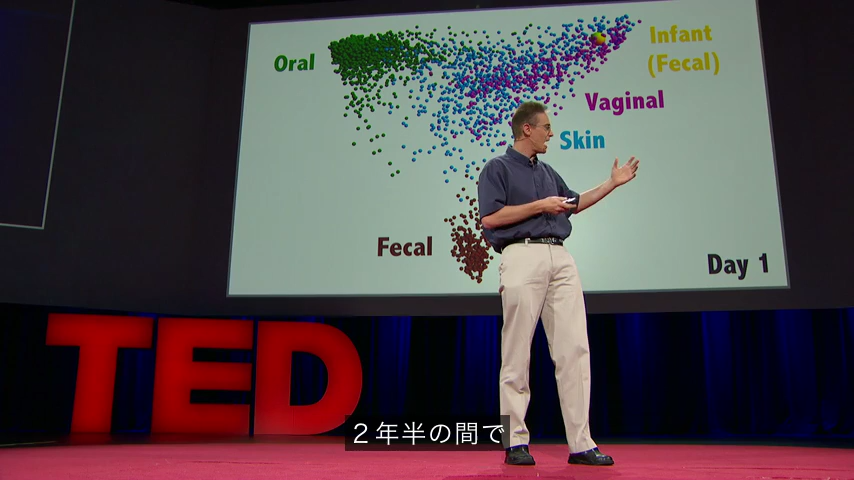 Oral
Infant
(Fecal)
Vaginal
Skin
Fecal
Day 1
TED
２年半の間で